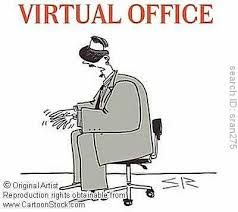 VIRTUAL OFFICE
search ID: sran275
© Original Artist
Reproduction rights obtainable from
www.CartoonStock.com
SR